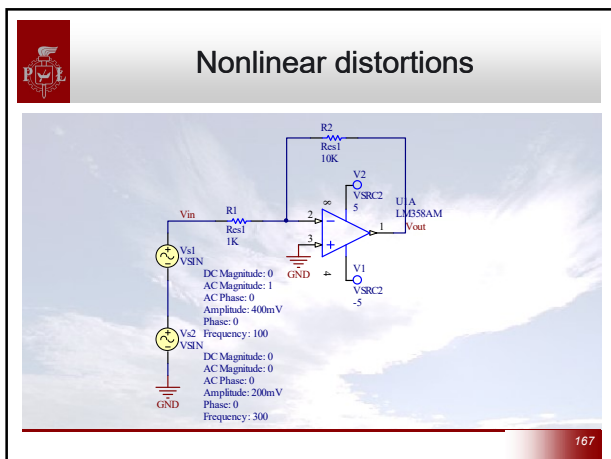 P Ł
Nonlinear distortions
R2
Res1
10K
V2
VSRC2
5
U1A
LM358AM
8
R1
Res1
1K
Vin
2
3
1
Vout
GND
4
V1
VSRC2
-5
Vs1
VSIN
DC Magnitude: 0
AC Magnitude: 1
AC Phase: 0
Amplitude: 400mV
Phase: 0
Frequency: 100
Vs2
VSIN
DC Magnitude: 0
AC Magnitude: 0
AC Phase: 0
Amplitude: 200mV
Phase: 0
Frequency: 300
GND
167